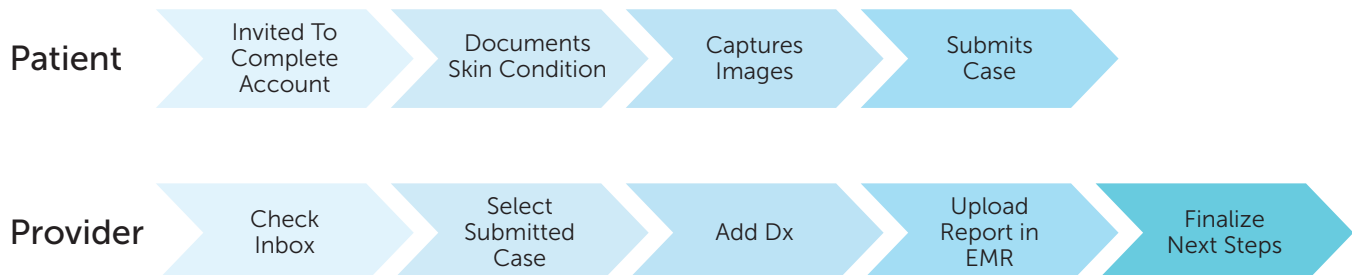 Patient
Invited To
Complete
Account
Documents
Skin Condition
Captures
Images
Submits
Case
Provider
Check
Inbox
Select
Submitted
Case
Add Dx
Upload
Report in
EMR
Finalize
Next Steps